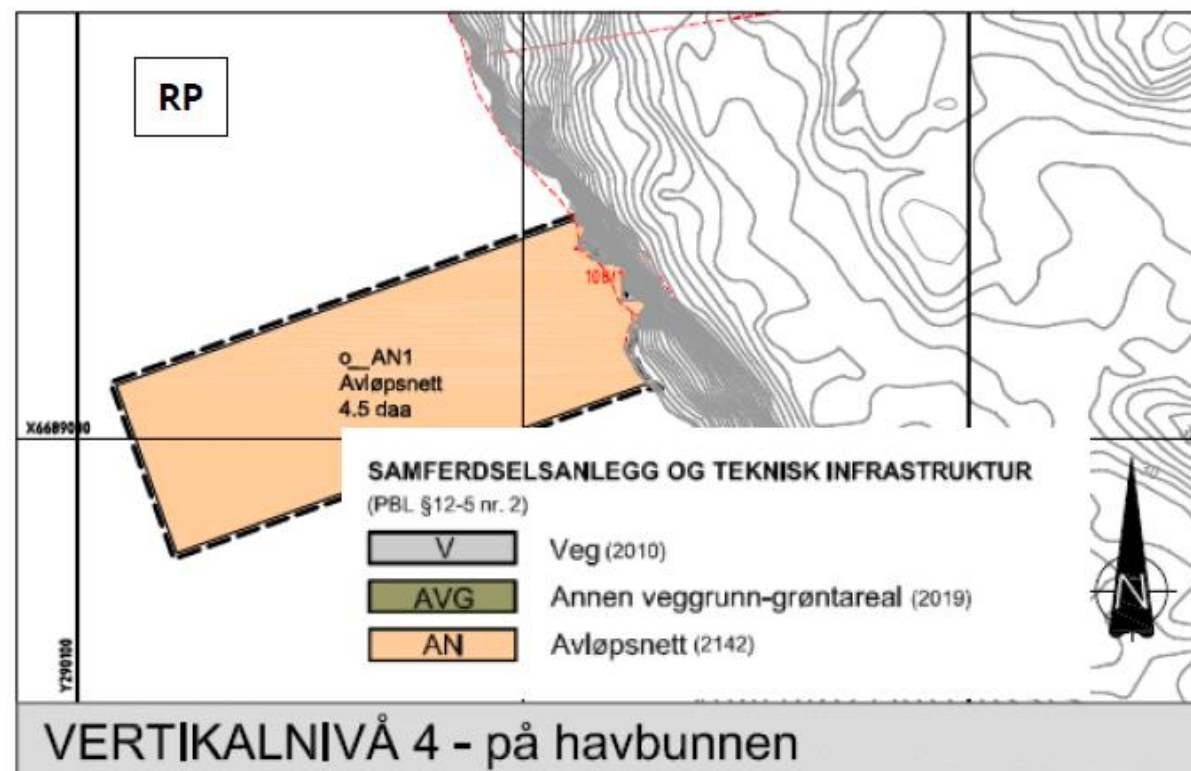 RP
o_AN1
Avløpsnett
4.5 daa
X6689000
SAMFERDSELSANLEGG OG TEKNISK INFRASTRUKTUR
(PBL §12-5 nr. 2)
V Veg (2010)
AVG Annen veggrunn-grøntareal (2019)
AN Avløpsnett (2142)
N
Y290100
VERTIKALNIVÅ 4 - på havbunnen